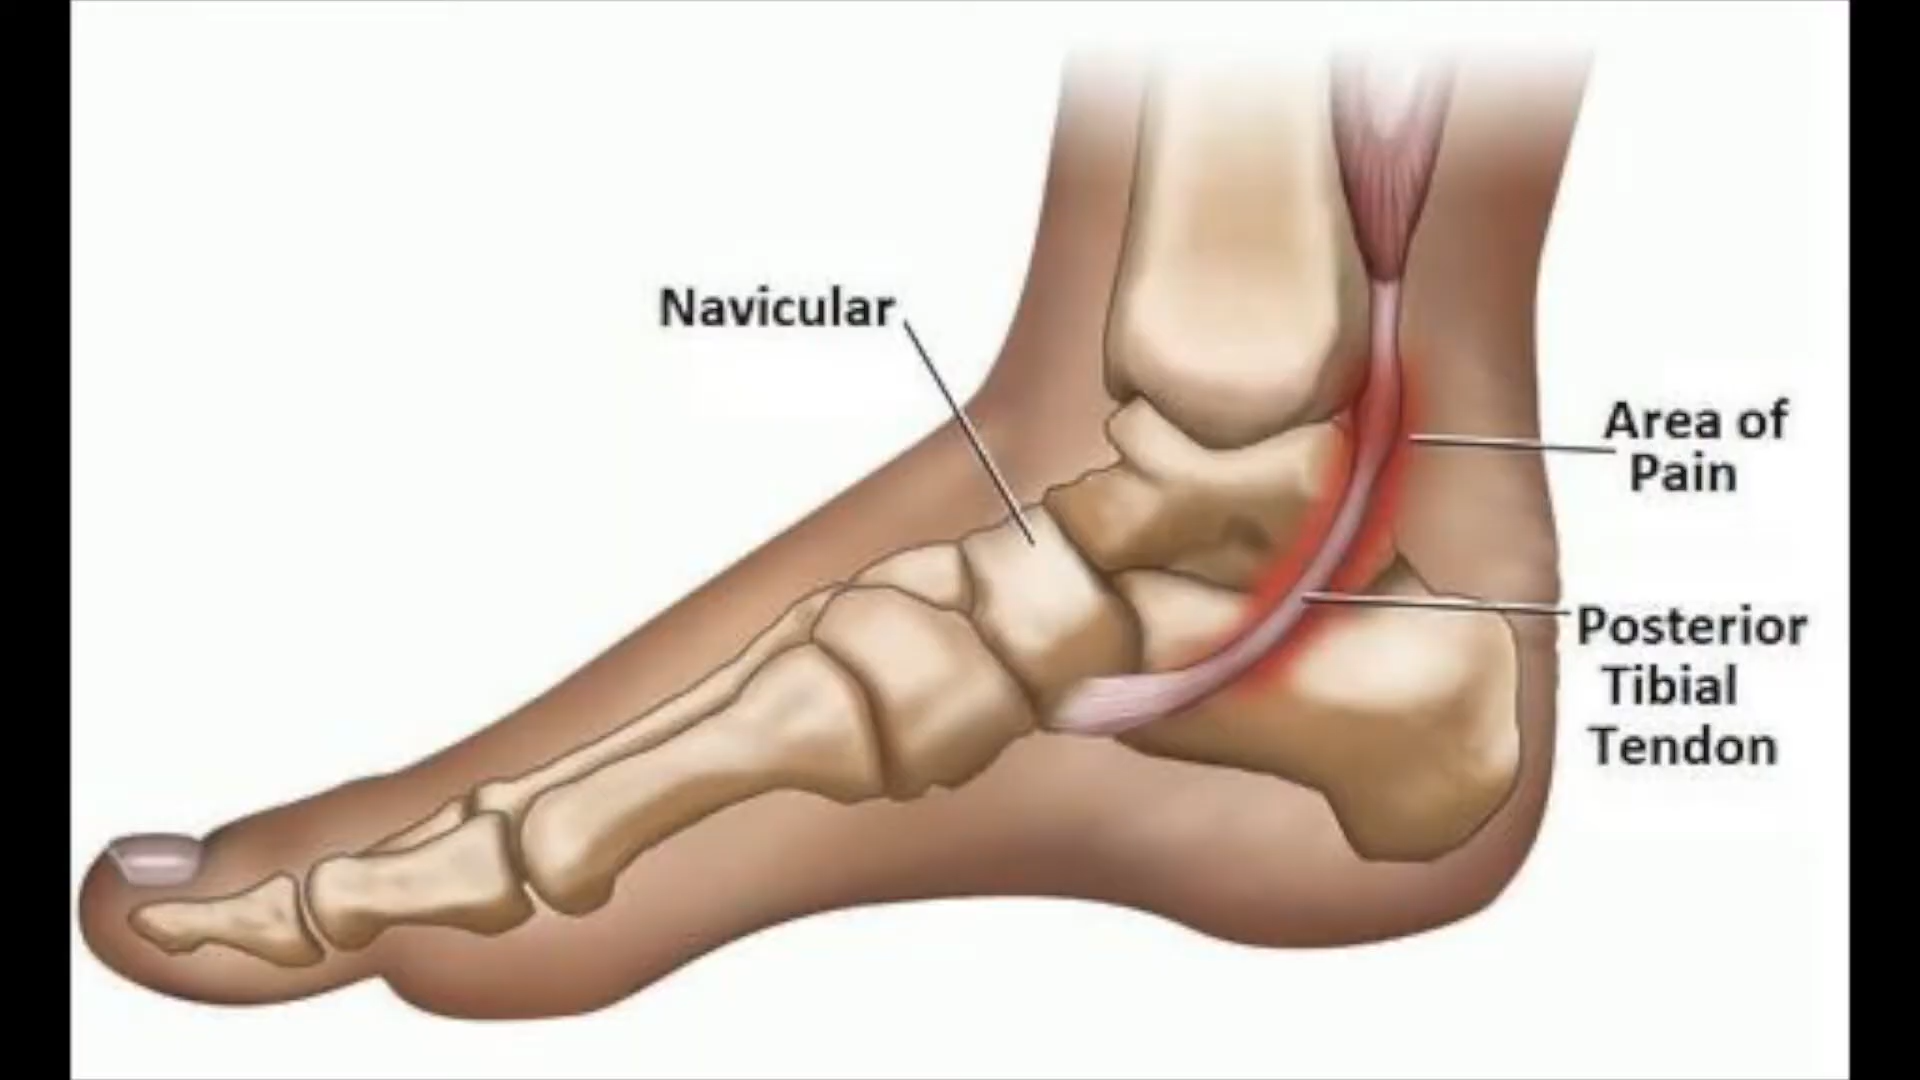 Navicular
Area of
Pain
Posterior
Tibial
Tendon